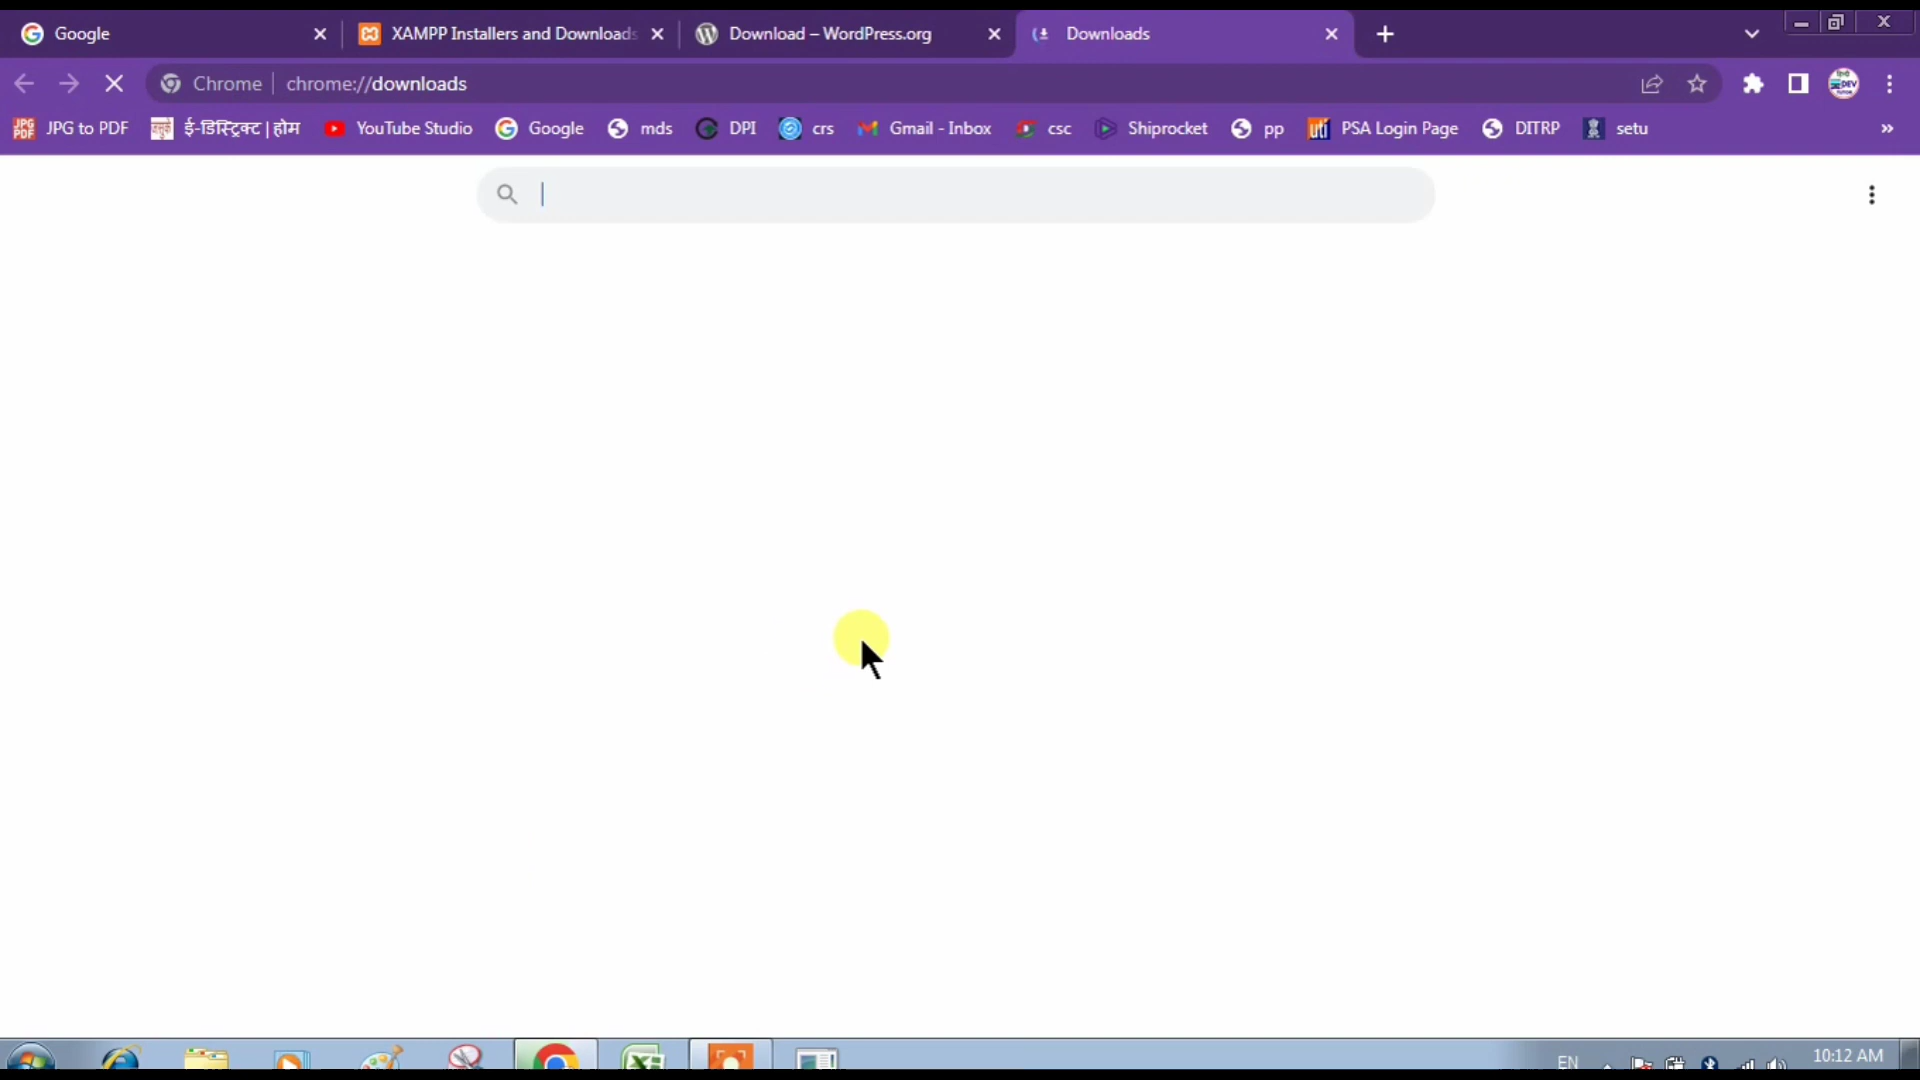 Google
XAMPP Installers and Downloads
Download – WordPress.org
Downloads
Chrome | chrome://downloads
JPG to PDF
ई-डिस्ट्रिक्ट | होम
YouTube Studio
Google
mds
DPI
crs
Gmail - Inbox
csc
Shiprocket
pp
PSA Login Page
DITRP
setu
EN
10:12 AM